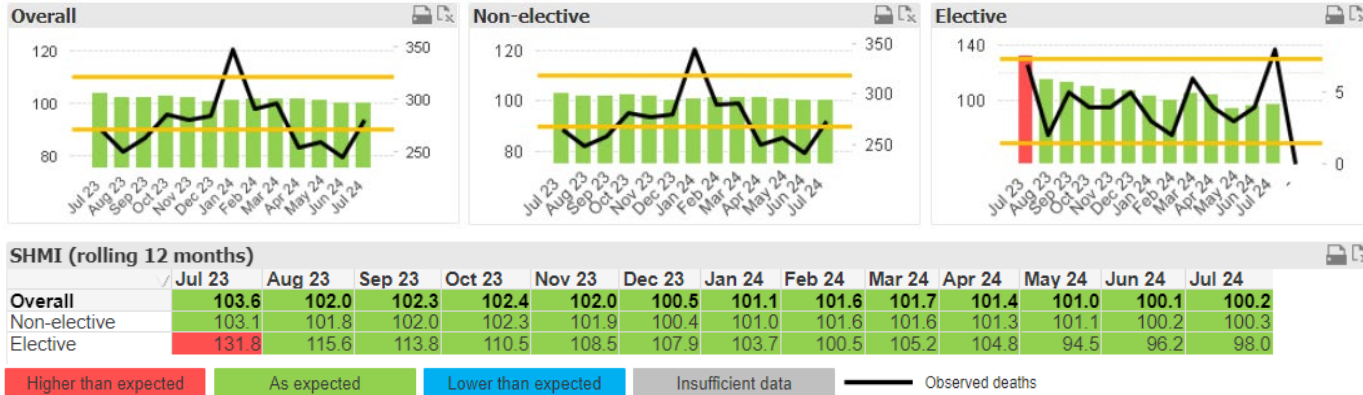 Overall
Non-elective
Elective
120
100
80
350
300
250
Jul 23
Aug 23
Sep 23
Oct 23
Nov 23
Dec 23
Jan 24
Feb 24
Mar 24
Apr 24
May 24
Jun 24
Jul 24
120
100
80
350
300
250
Jul 23
Aug 23
Sep 23
Oct 23
Nov 23
Dec 23
Jan 24
Feb 24
Mar 24
Apr 24
May 24
Jun 24
Jul 24
140
100
5
0
Jul 23
Aug 23
Sep 23
Oct 23
Nov 23
Dec 23
Jan 24
Feb 24
Mar 24
Apr 24
May 24
Jun 24
Jul 24
-
SHMI (rolling 12 months)
Jul 23 Aug 23 Sep 23 Oct 23 Nov 23 Dec 23 Jan 24 Feb 24 Mar 24 Apr 24 May 24 Jun 24 Jul 24
Overall 103.6 102.0 102.3 102.4 102.0 100.5 101.1 101.6 101.7 101.4 101.0 100.1 100.2
Non-elective 103.1 101.8 102.0 102.3 101.9 100.4 101.0 101.6 101.6 101.3 101.1 100.2 100.3
Elective 131.8 115.6 113.8 110.5 108.5 107.9 103.7 100.5 105.2 104.8 94.5 96.2 98.0
Higher than expected As expected Lower than expected Insufficient data Observed deaths